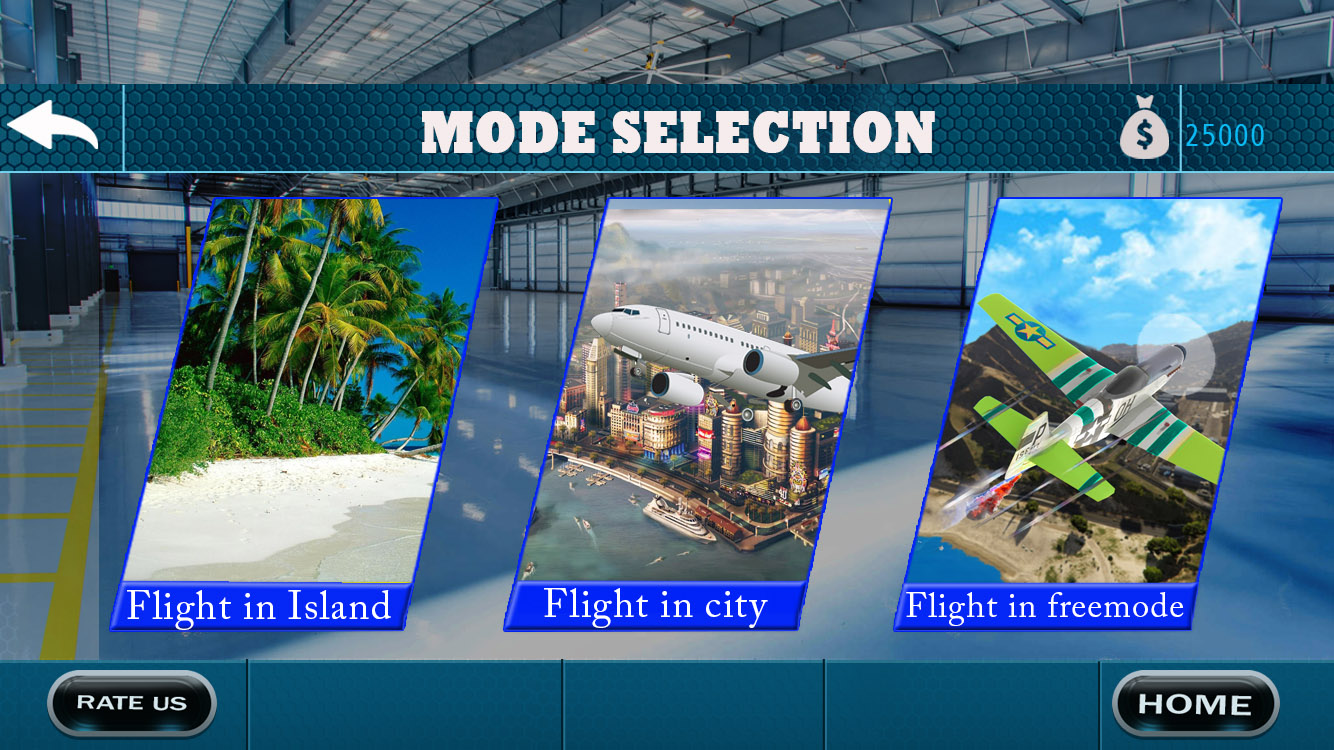 MODE SELECTION
$ 25000
Flight in Island
Flight in city
Flight in freemode
RATE US
HOME